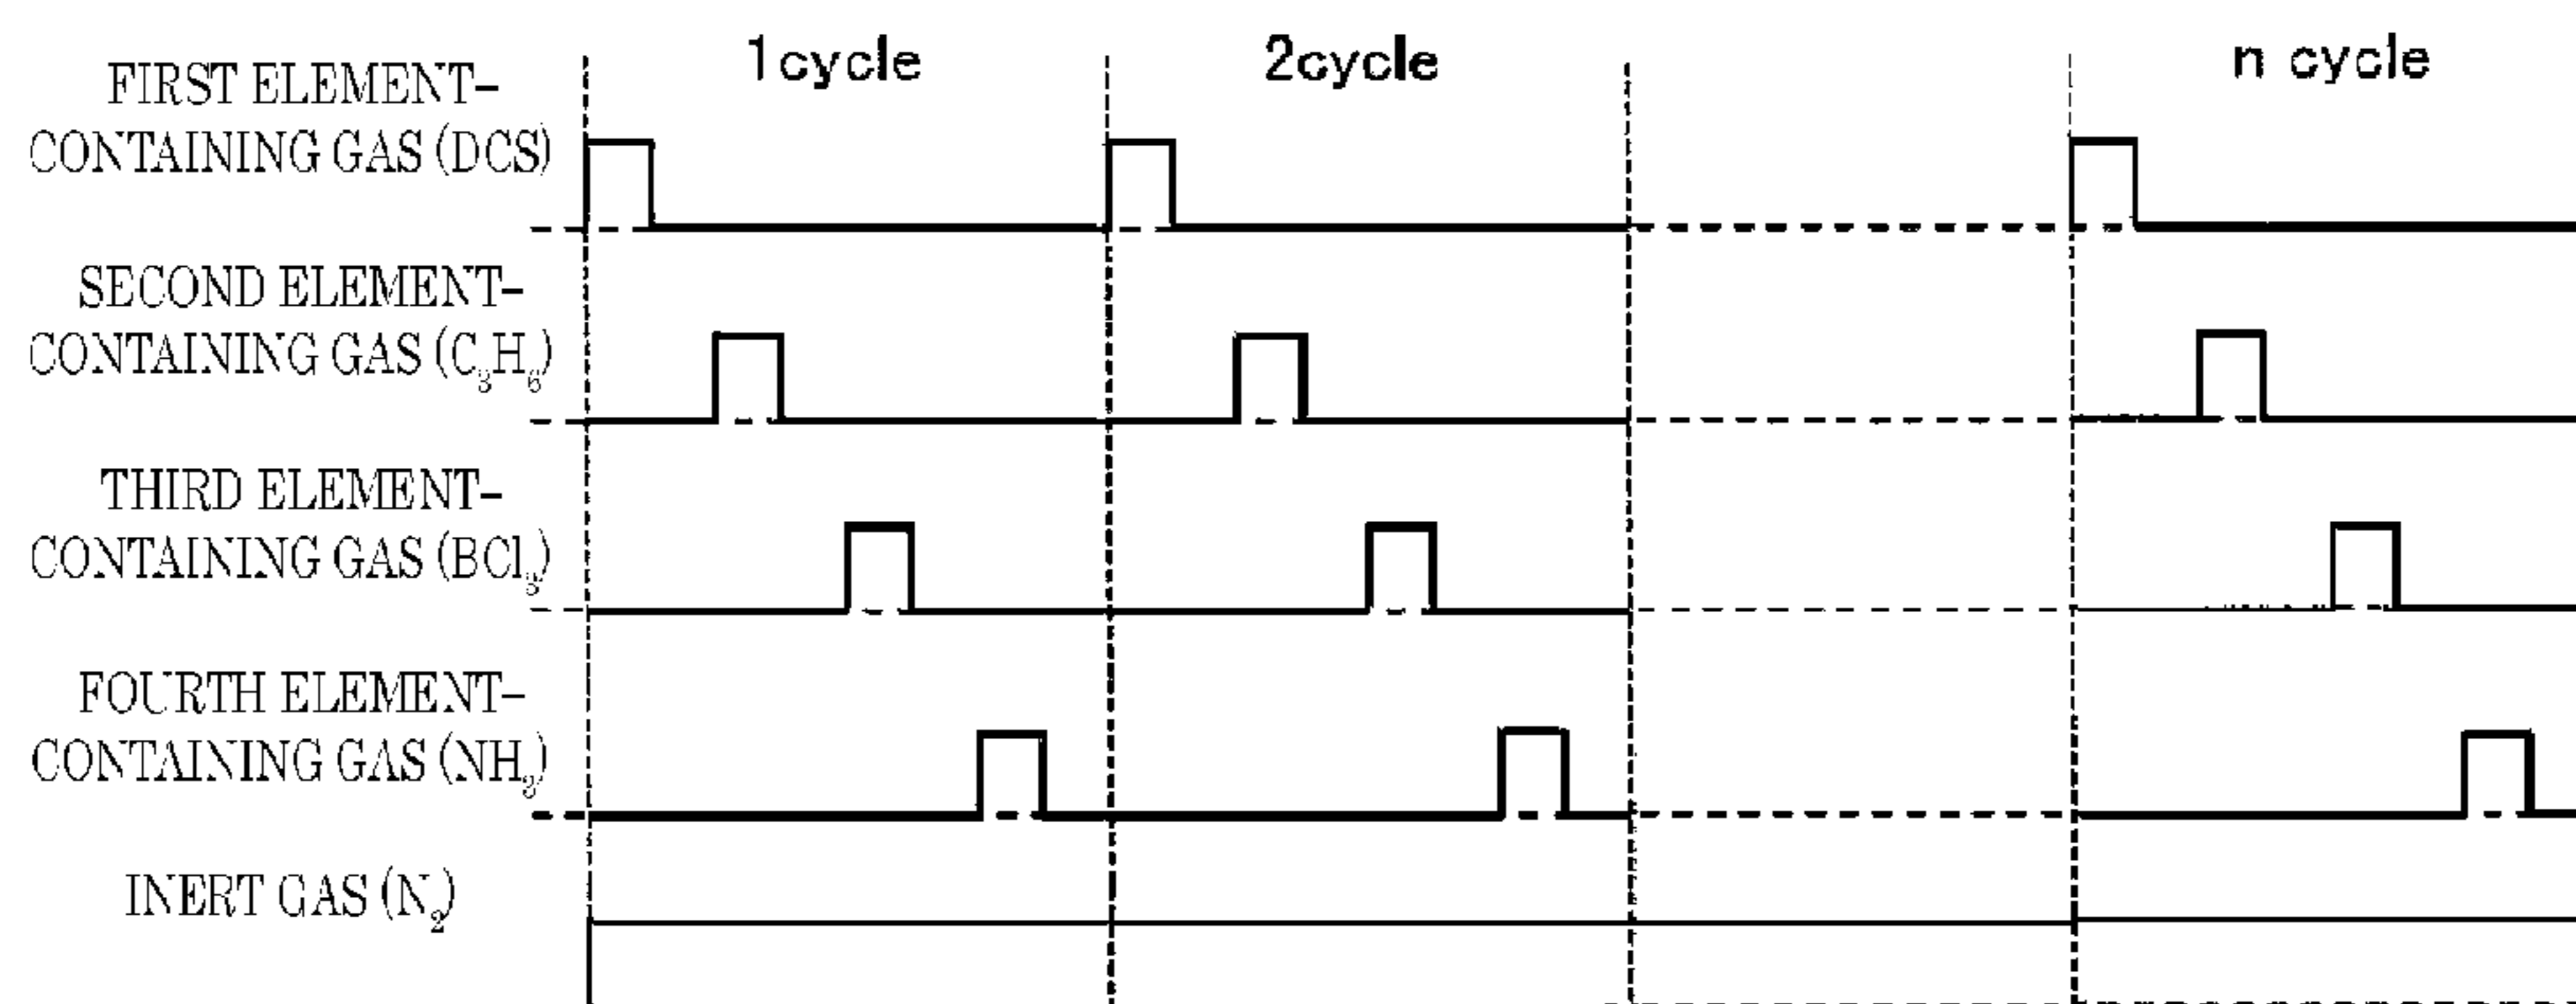 1cycle 2cycle n cycle
FIRST ELEMENT–
CONTAINING GAS (DCS)
SECOND ELEMENT–
CONTAINING GAS (C₃H₆)
THIRD ELEMENT–
CONTAINING GAS (BCl₃)
FOURTH ELEMENT–
CONTAINING GAS (NH₃)
INERT GAS (N₂)